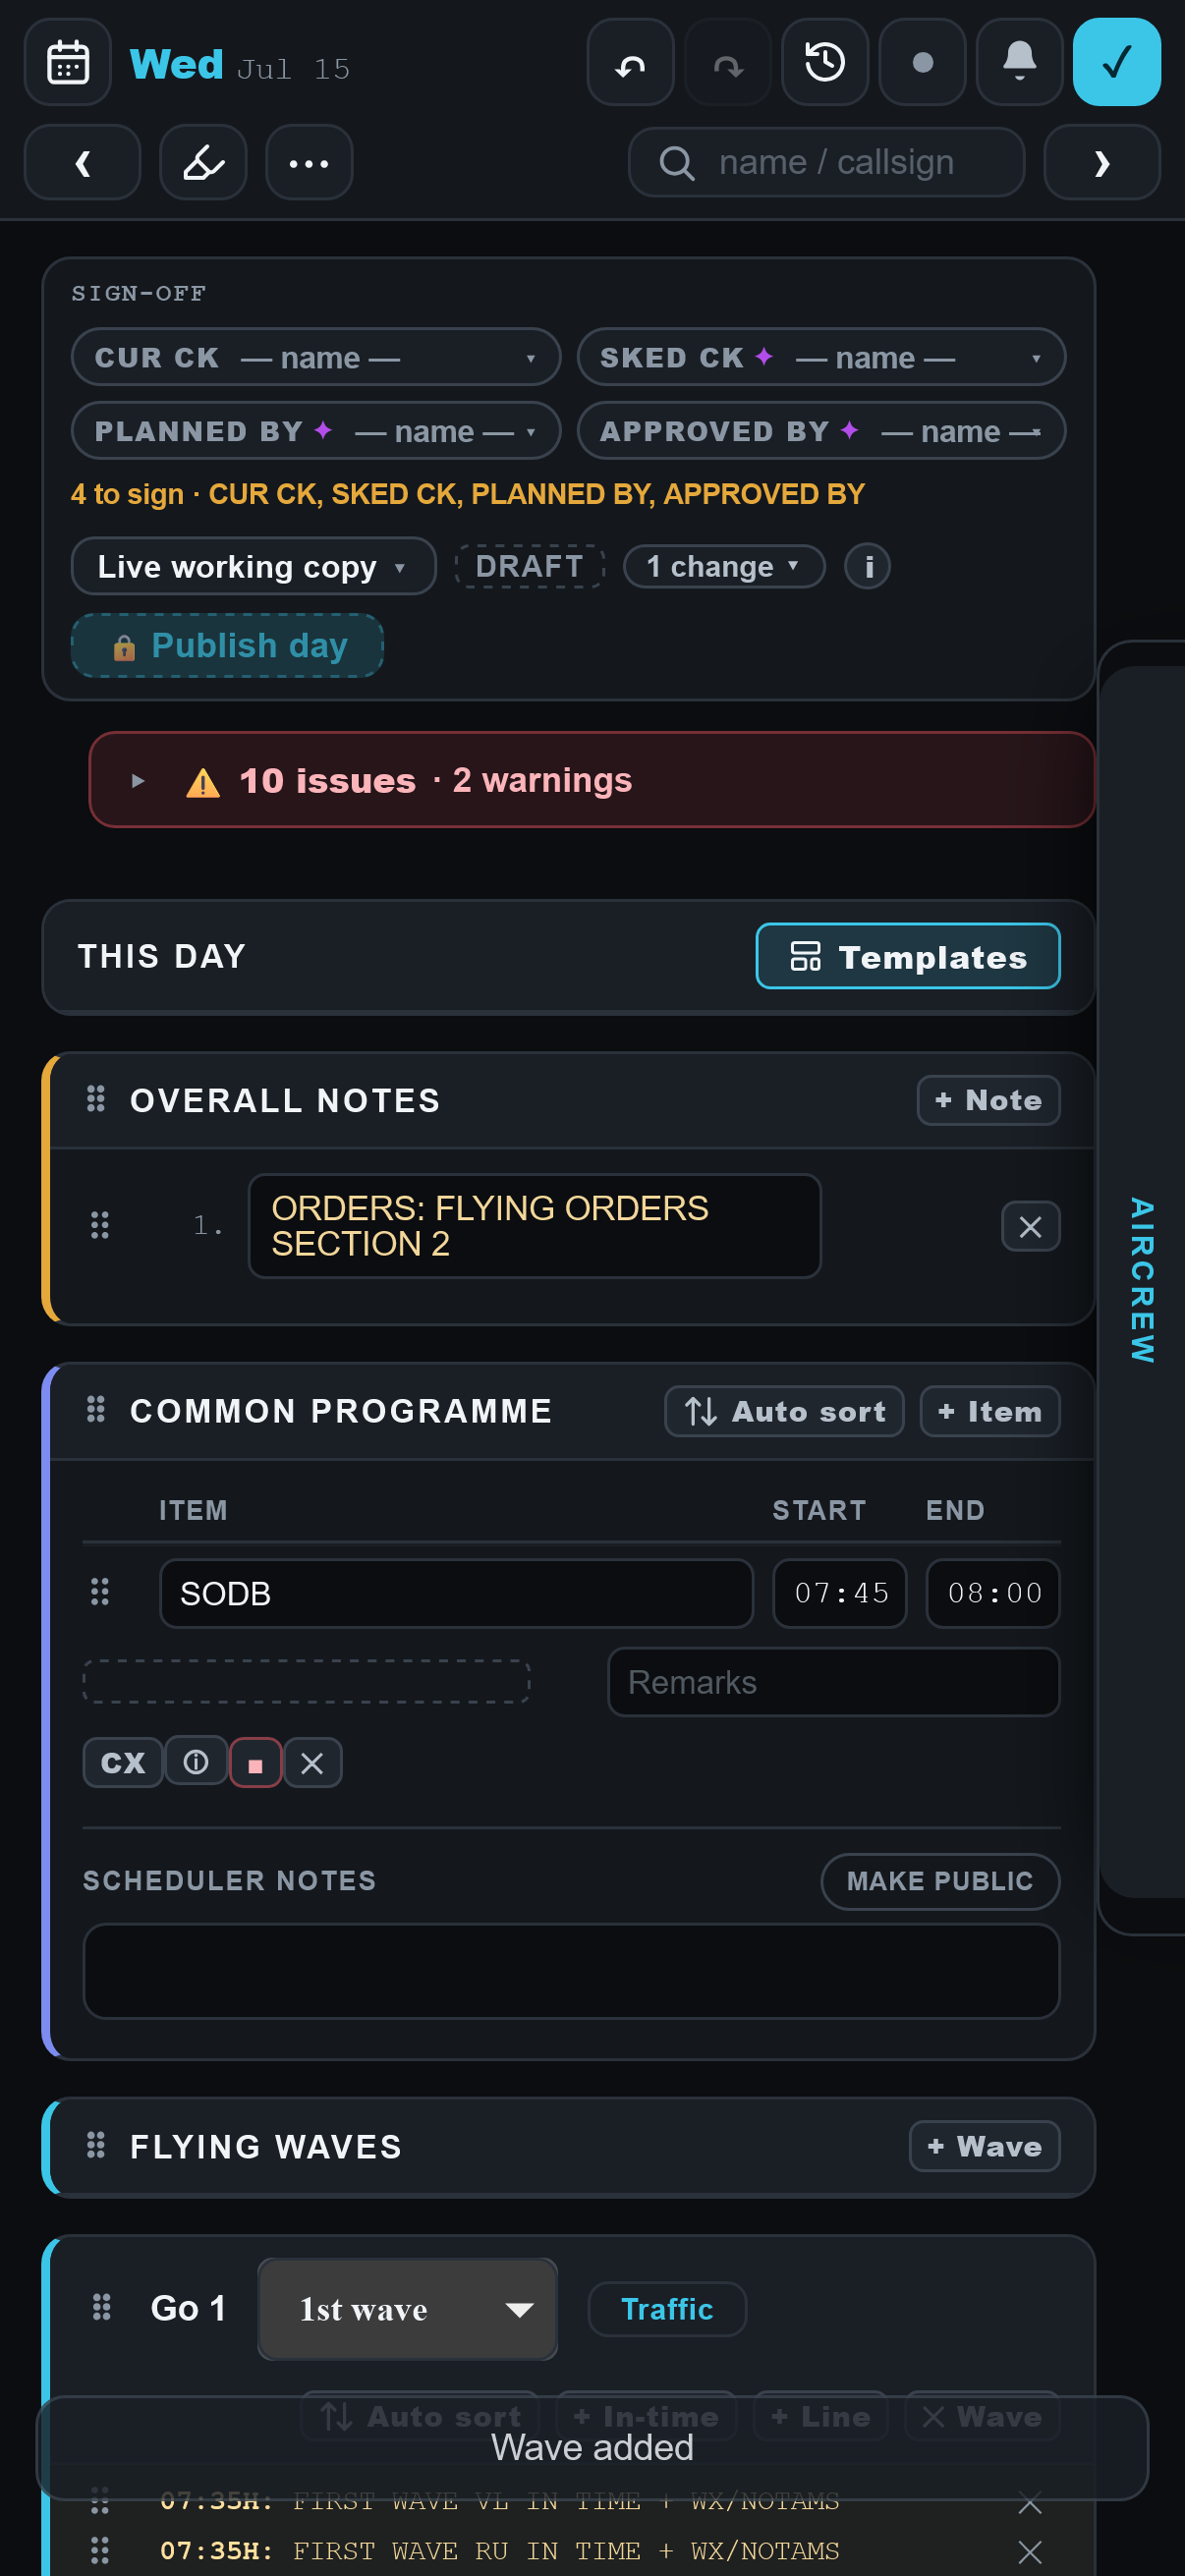 Wed Jul 15
name / callsign
SIGN-OFF
CUR CK — name —
SKED CK — name —
PLANNED BY — name —
APPROVED BY — name —
4 to sign · CUR CK, SKED CK, PLANNED BY, APPROVED BY
Live working copy
DRAFT
1 change
i
Publish day
10 issues · 2 warnings
THIS DAY
Templates
OVERALL NOTES
+ Note
1.
ORDERS: FLYING ORDERS
SECTION 2
AIRCREW
COMMON PROGRAMME
Auto sort
+ Item
ITEM START END
SODB 07:45 08:00
Remarks
CX
SCHEDULER NOTES
MAKE PUBLIC
FLYING WAVES
+ Wave
Go 1
1st wave
Traffic
Auto sort
+ In-time
+ Line
× Wave
Wave added
07:35H: FIRST WAVE VL IN TIME + WX/NOTAMS
07:35H: FIRST WAVE RU IN TIME + WX/NOTAMS